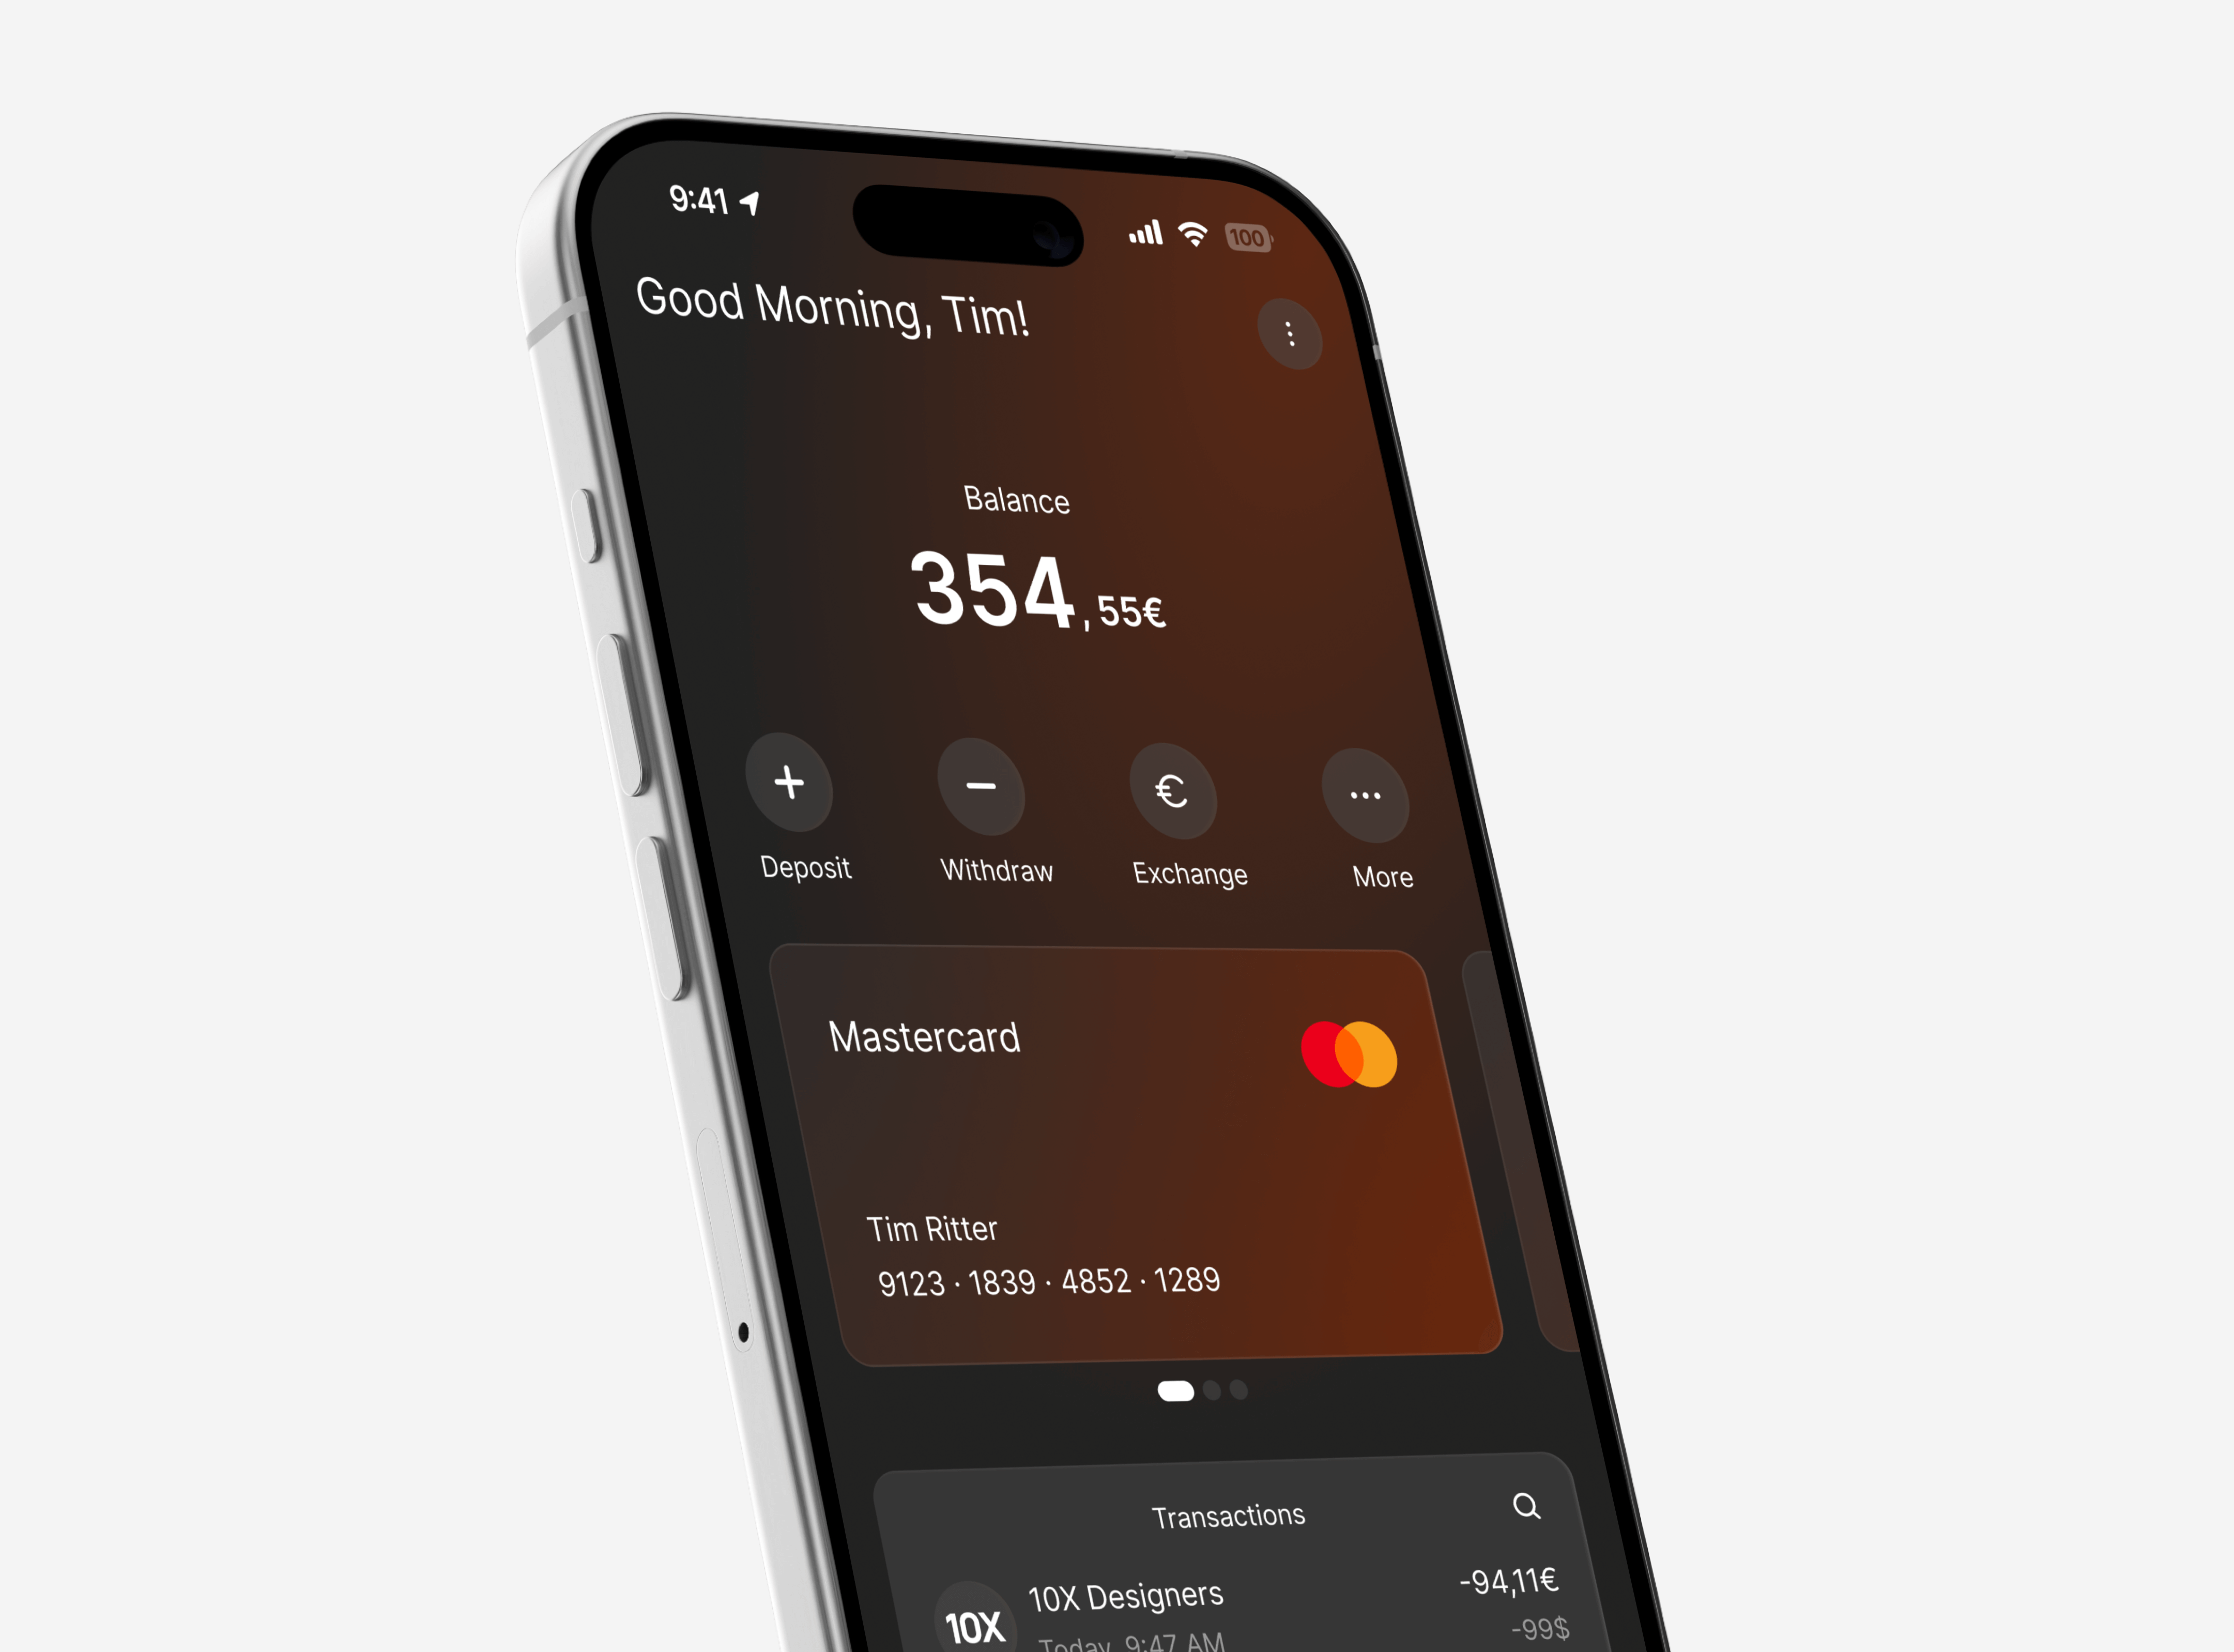 9:41
100
Good Morning, Tim!
Balance
354,55€
Deposit Withdraw Exchange More
Mastercard
Tim Ritter
9123 · 1839 · 4852 · 1289
Transactions
10X
10X Designers -94,11€
Today, 9:47 AM -99$